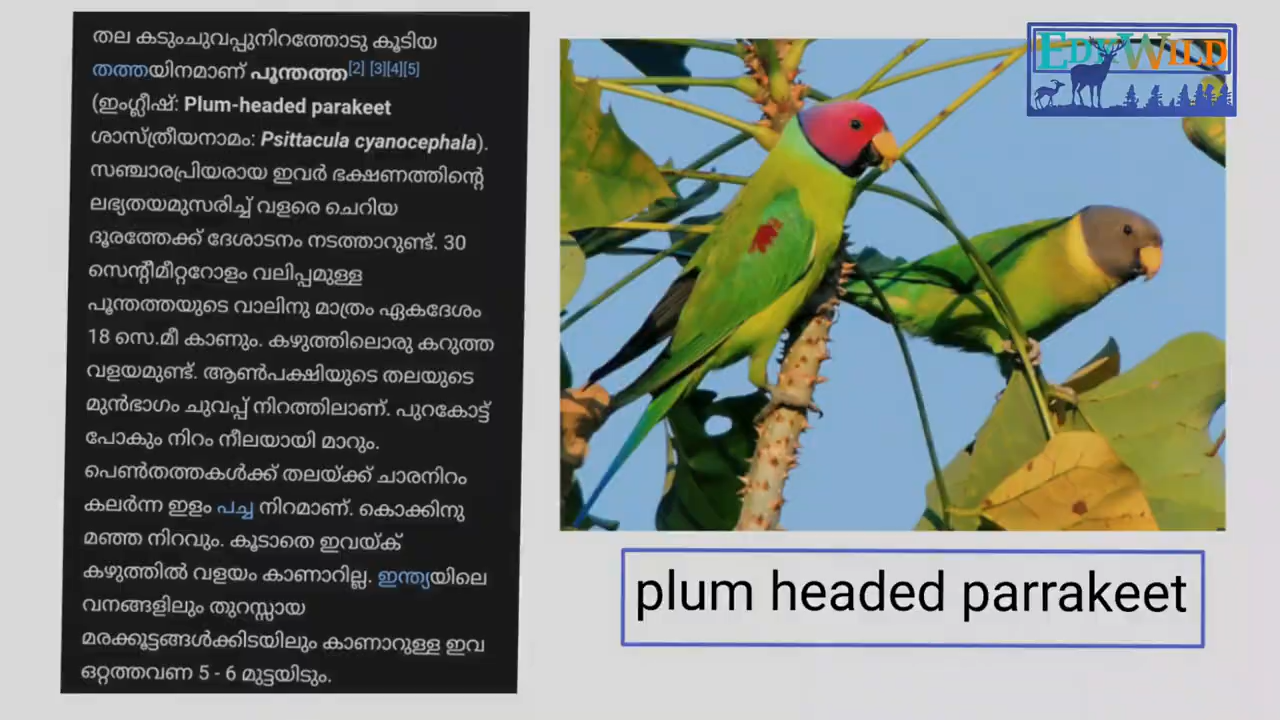 തല കടുംചുവപ്പുനിറത്തോടു കൂടിയ
തത്തയിനമാണ് പൂന്തത്ത[2] [3][4][5]
(ഇംഗ്ലീഷ്: Plum-headed parakeet
ശാസ്ത്രീയനാമം: Psittacula cyanocephala).
സഞ്ചാരപ്രിയരായ ഇവർ ഭക്ഷണത്തിന്റെ
ലഭ്യതയമുസരിച്ച് വളരെ ചെറിയ
ദൂരത്തേക്ക് ദേശാടനം നടത്താറുണ്ട്. 30
സെന്റീമീറ്ററോളം വലിപ്പമുള്ള
പൂന്തത്തയുടെ വാലിനു മാത്രം ഏകദേശം
18 സെ.മീ കാണും. കഴുത്തിലൊരു കറുത്ത
വളയമുണ്ട്. ആൺപക്ഷിയുടെ തലയുടെ
മുൻഭാഗം ചുവപ്പ് നിറത്തിലാണ്. പുറകോട്ട്
പോകും നിറം നീലയായി മാറും.
പെൺതത്തകൾക്ക് തലയ്ക്ക് ചാരനിറം
കലർന്ന ഇളം പച്ച നിറമാണ്. കൊക്കിനു
മഞ്ഞ നിറവും. കൂടാതെ ഇവയ്ക്
കഴുത്തിൽ വളയം കാണാറില്ല. ഇന്ത്യയിലെ
വനങ്ങളിലും തുറസ്സായ
മരക്കൂട്ടങ്ങൾക്കിടയിലും കാണാറുള്ള ഇവ
ഒറ്റത്തവണ 5 - 6 മുട്ടയിടും.
plum headed parrakeet